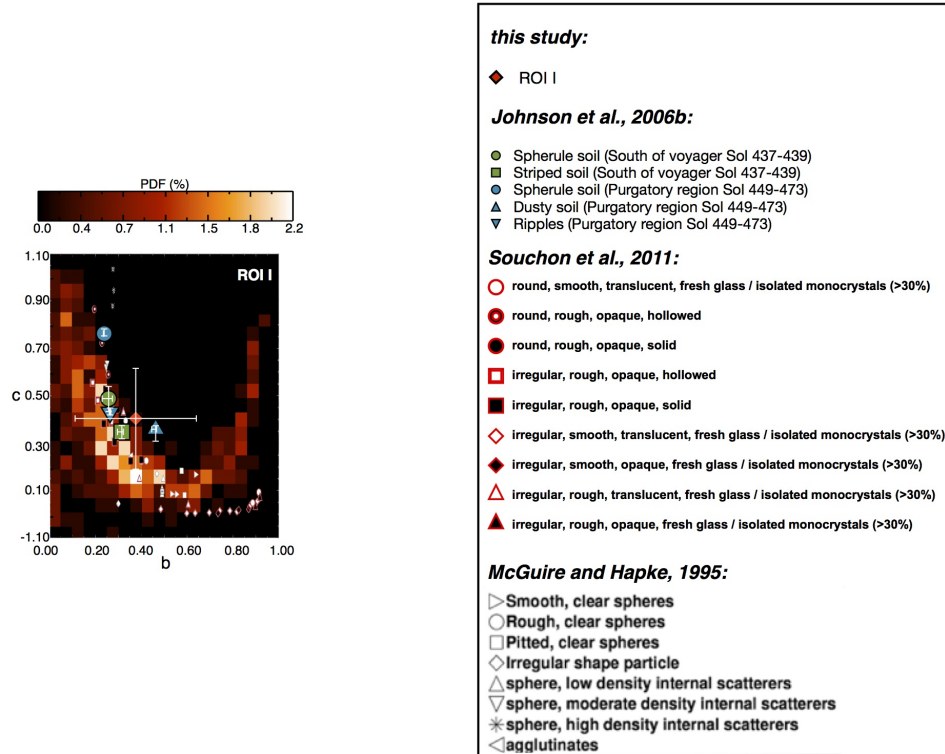 PDF (%)
0.0 0.4 0.7 1.1 1.5 1.8 2.2
ROI I
1.10
0.90
0.70
c 0.50
0.30
0.10
-1.10
0.00 0.20 0.40 0.60 0.80 1.00
b
this study:
ROI I
Johnson et al., 2006b:
Spherule soil (South of voyager Sol 437-439)
Striped soil (South of voyager Sol 437-439)
Spherule soil (Purgatory region Sol 449-473)
Dusty soil (Purgatory region Sol 449-473)
Ripples (Purgatory region Sol 449-473)
Souchon et al., 2011:
round, smooth, translucent, fresh glass / isolated monocrystals (>30%)
round, rough, opaque, hollowed
round, rough, opaque, solid
irregular, rough, opaque, hollowed
irregular, rough, opaque, solid
irregular, smooth, translucent, fresh glass / isolated monocrystals (>30%)
irregular, smooth, opaque, fresh glass / isolated monocrystals (>30%)
irregular, rough, translucent, fresh glass / isolated monocrystals (>30%)
irregular, rough, opaque, fresh glass / isolated monocrystals (>30%)
McGuire and Hapke, 1995:
Smooth, clear spheres
Rough, clear spheres
Pitted, clear spheres
Irregular shape particle
sphere, low density internal scatterers
sphere, moderate density internal scatterers
sphere, high density internal scatterers
agglutinates